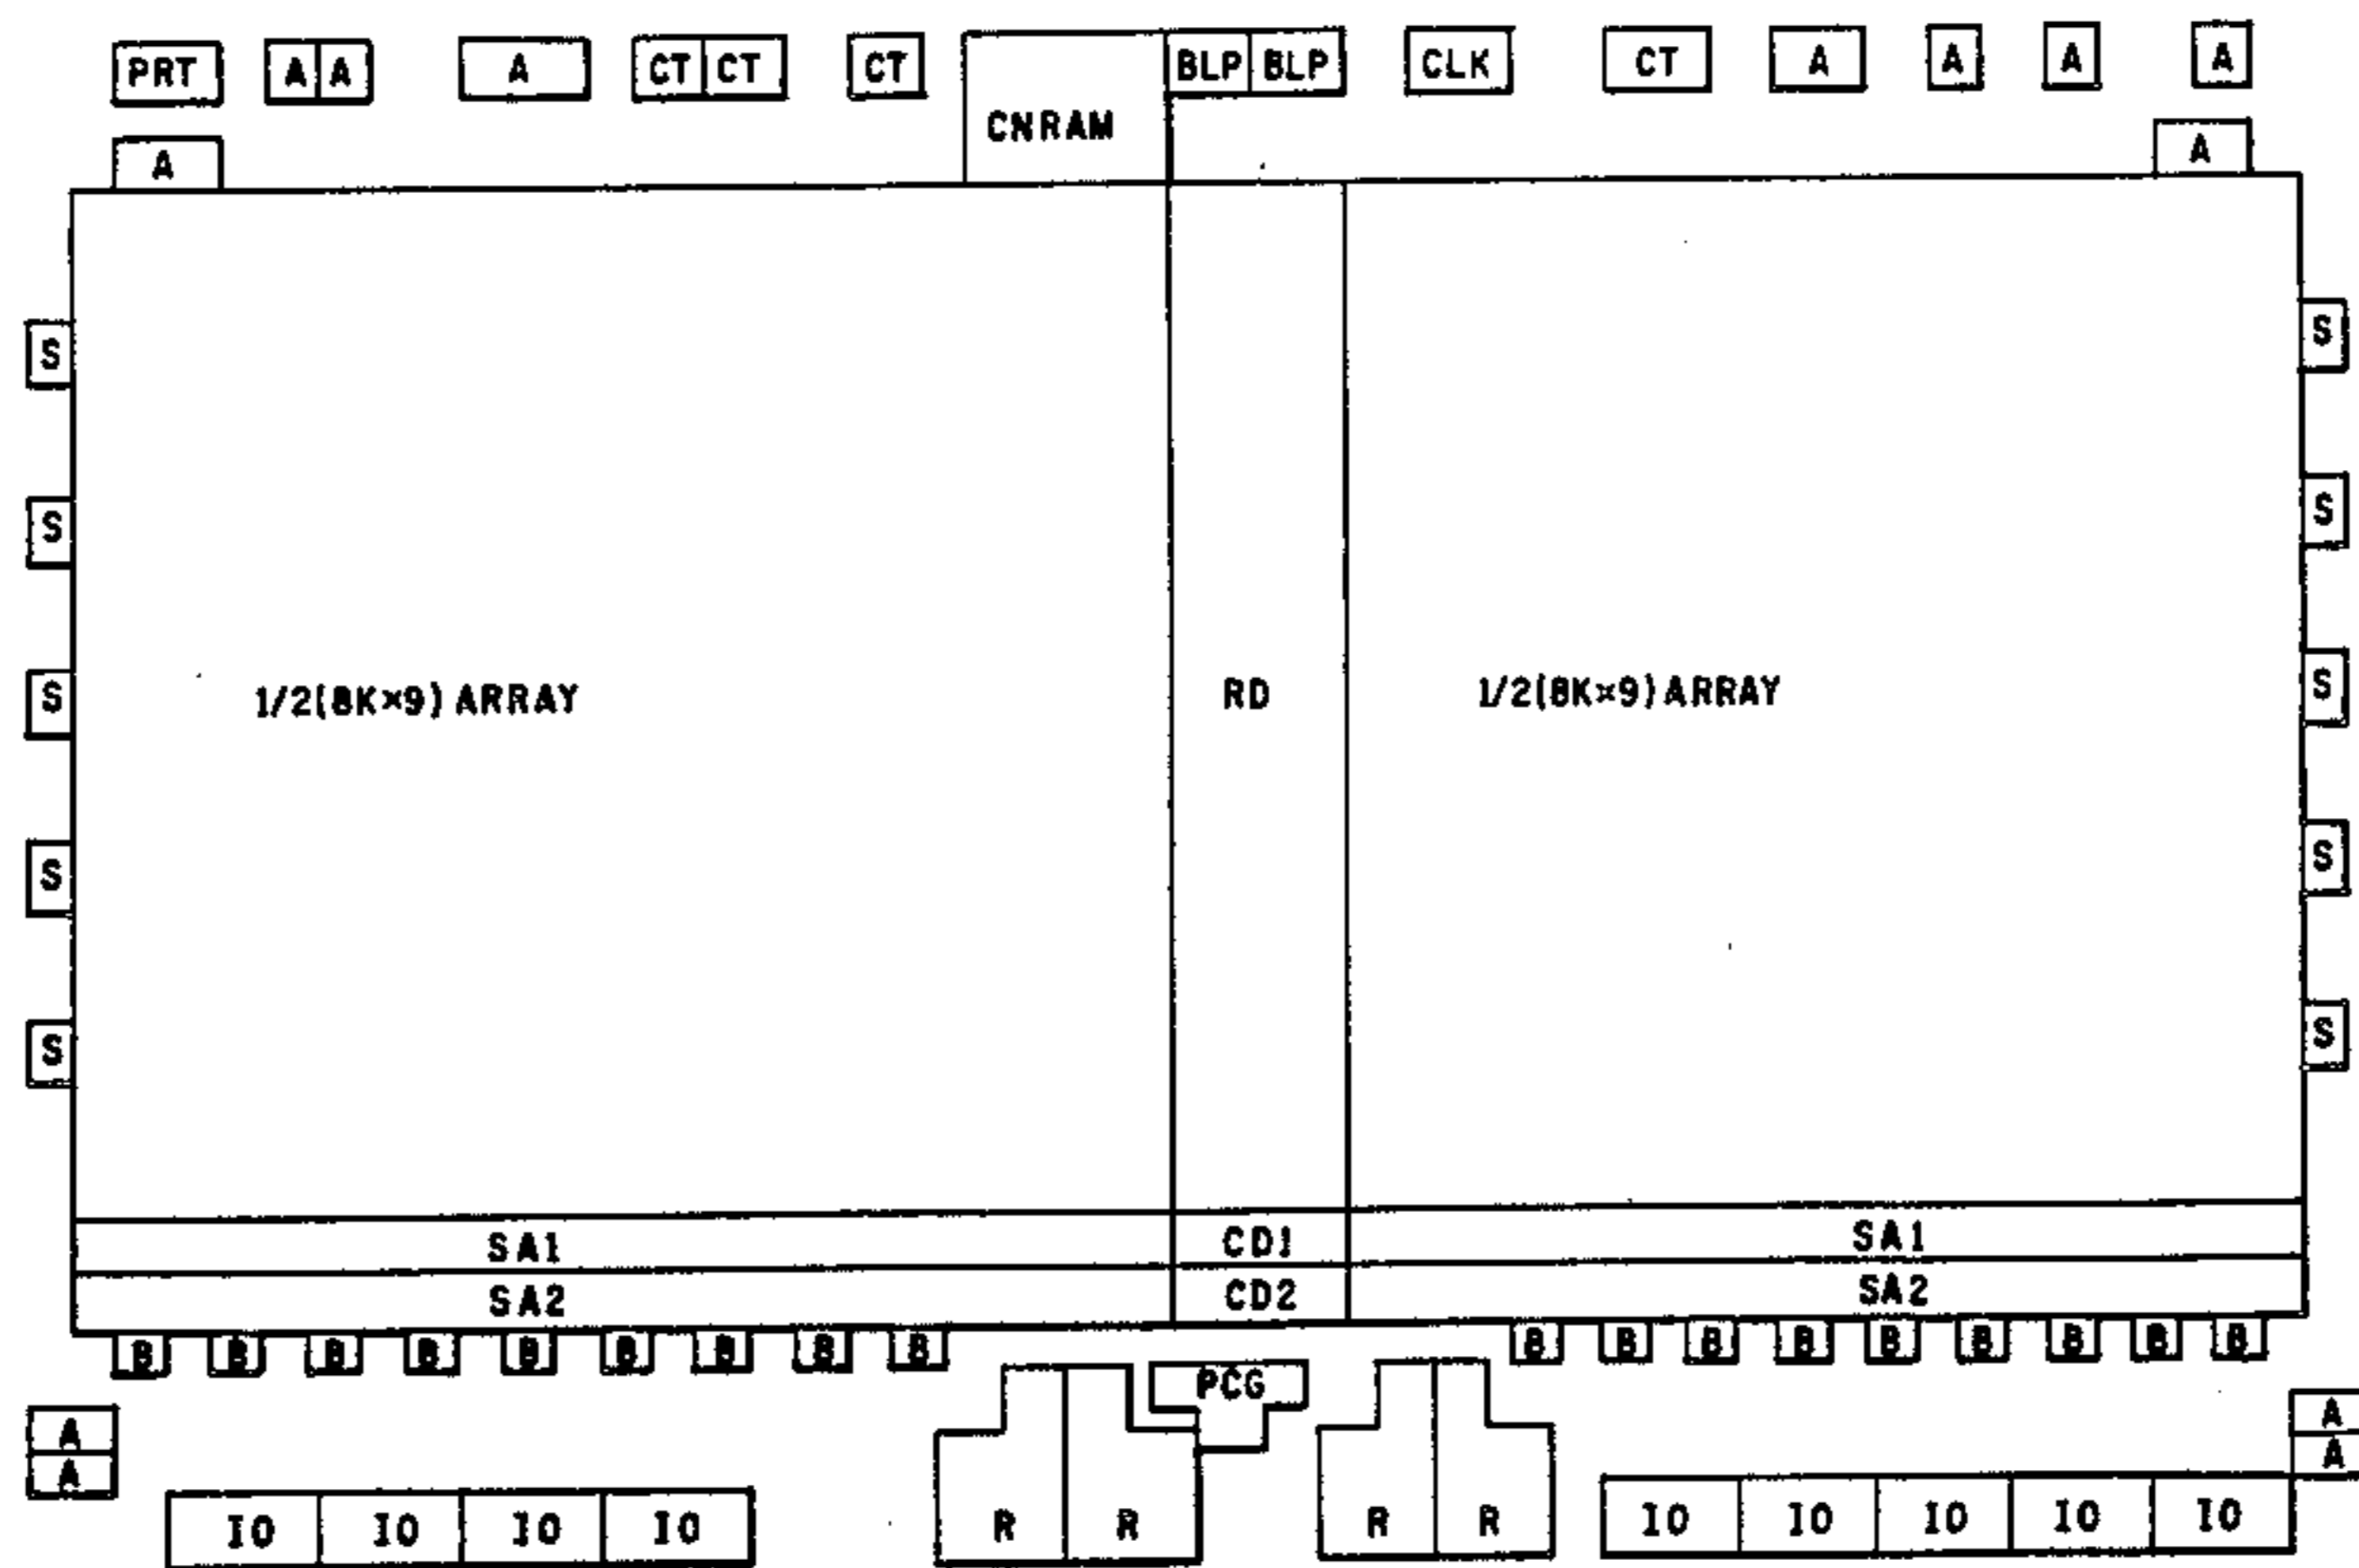 PRT A A A CT CT CT BLP BLP CLK CT A A A A
CNRAM
A A
S S
S S
S 1/2(8K×9) ARRAY RD 1/2(8K×9) ARRAY S
S S
S S
SA1 CD1 SA1
SA2 CD2 SA2
B B B B B B B B B B B B B B B B B B
PCG
A A
A A
IO IO IO IO R R R R IO IO IO IO IO